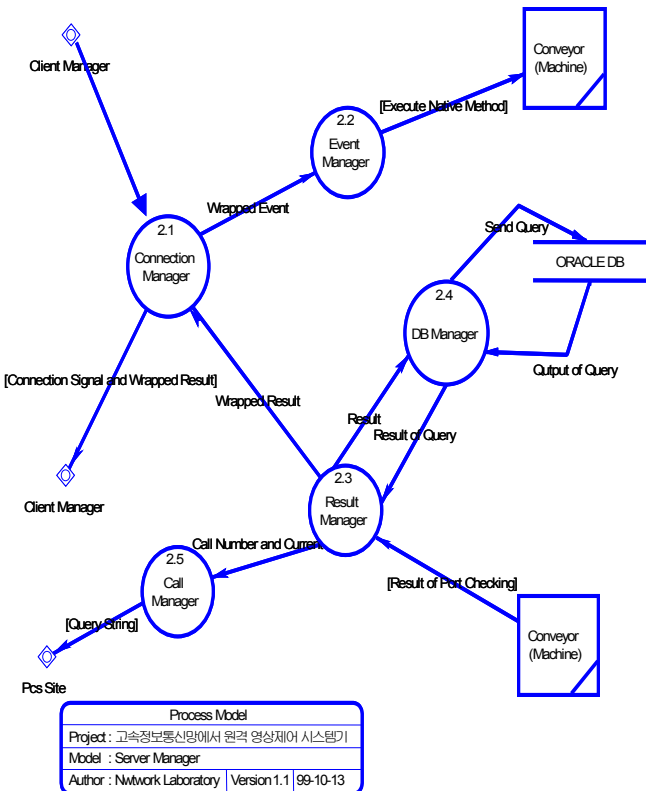 Client Manager
Conveyor
(Machine)
[Execute Native Method]
2.2
Event
Manager
Wrapped Event
2.1
Connection
Manager
Send Query
ORACLE DB
2.4
DB Manager
Qutput of Query
[Connection Signal and Wrapped Result]
Wrapped Result
Result
Result of Query
Client Manager
2.3
Result
Manager
Call Number and Current
2.5
Call
Manager
[Result of Port Checking]
[Query String]
Conveyor
(Machine)
Pcs Site
Process Model
Project : 고속정보통신망에서 원격 영상제어 시스템기
Model : Server Manager
Author : Nwtwork Laboratory Version 1.1 99-10-13